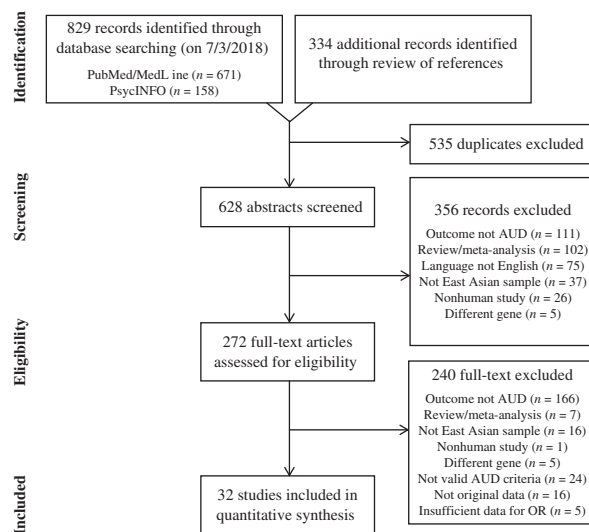 Identification
829 records identified through
database searching (on 7/3/2018)
PubMed/MedL ine (n = 671)
PsycINFO (n = 158)
334 additional records identified
through review of references
535 duplicates excluded
Screening
628 abstracts screened
356 records excluded
Outcome not AUD (n = 111)
Review/meta-analysis (n = 102)
Language not English (n = 75)
Not East Asian sample (n = 37)
Nonhuman study (n = 26)
Different gene (n = 5)
Eligibility
272 full-text articles
assessed for eligibility
240 full-text excluded
Outcome not AUD (n = 166)
Review/meta-analysis (n = 7)
Not East Asian sample (n = 16)
Nonhuman study (n = 1)
Different gene (n = 5)
Not valid AUD criteria (n = 24)
Not original data (n = 16)
Insufficient data for OR (n = 5)
Included
32 studies included in
quantitative synthesis